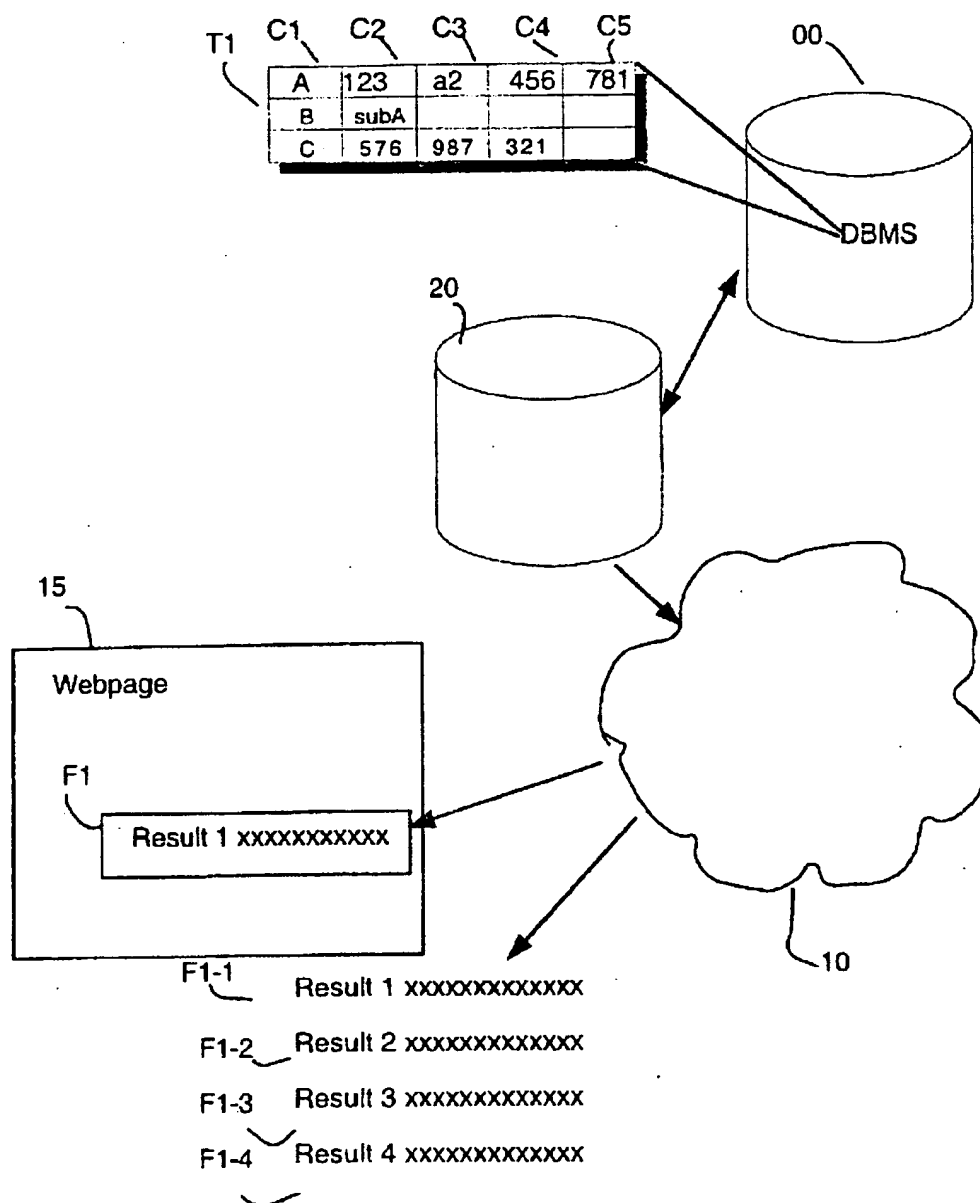 T1 C1 C2 C3 C4 C5 00
A 123 a2 456 781
B subA
C 576 987 321
DBMS
20
15
Webpage
F1
Result 1 xxxxxxxxxxx
10
F1-1 Result 1 xxxxxxxxxxxxx
F1-2 Result 2 xxxxxxxxxxxxx
F1-3 Result 3 xxxxxxxxxxxxx
F1-4 Result 4 xxxxxxxxxxxxx